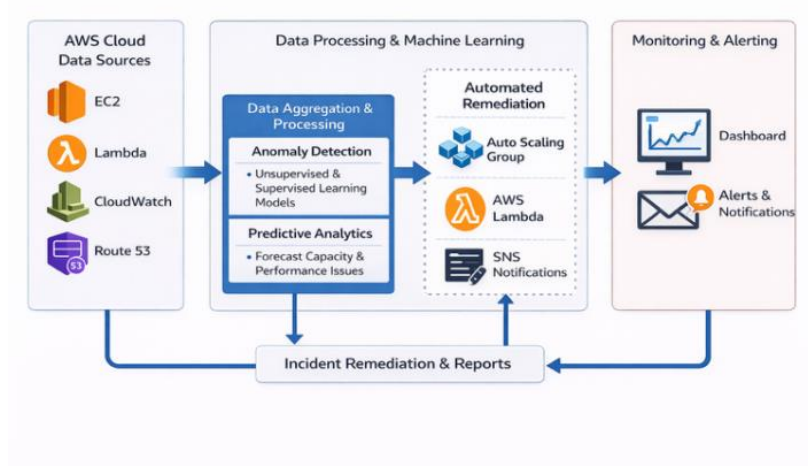 AWS Cloud
Data Sources
EC2
Lambda
CloudWatch
Route 53
53
Data Processing & Machine Learning
Data Aggregation &
Processing
Anomaly Detection
• Unsupervised &
Supervised Learning
Models
Predictive Analytics
• Forecast Capacity &
Performance Issues
Automated
Remediation
Auto Scaling
Group
AWS
Lambda
SNS
Notifications
Monitoring & Alerting
Dashboard
Alerts &
Notifications
Incident Remediation & Reports